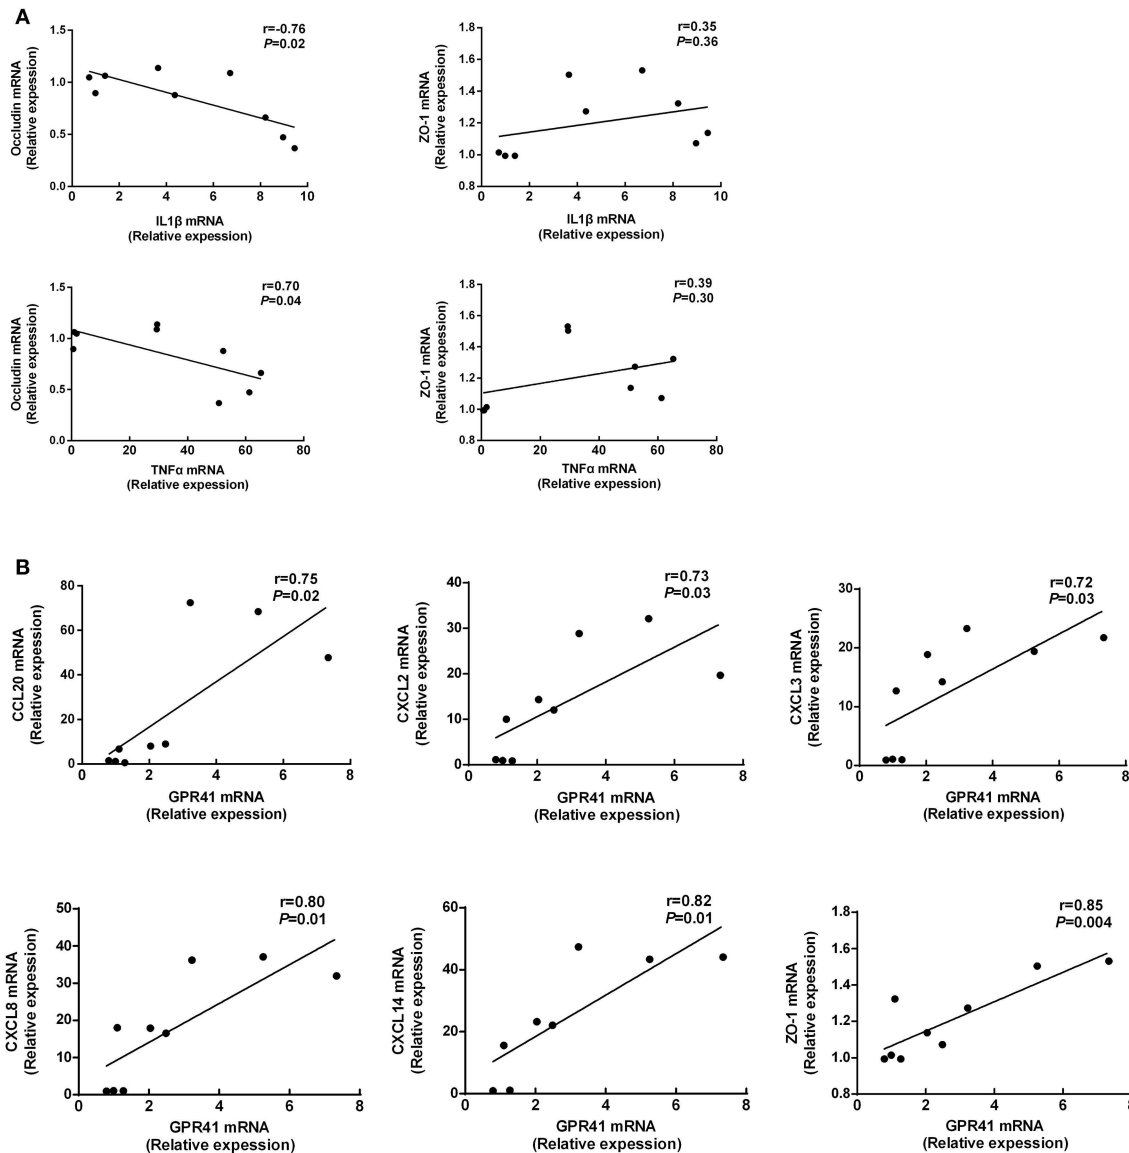 A
r=-0.76
P=0.02
Occludin mRNA
(Relative expression)
1.5
1.0
0.5
0.0
0 2 4 6 8 10
IL1β mRNA
(Relative expession)
r=0.35
P=0.36
ZO-1 mRNA
(Relative expression)
1.8
1.6
1.4
1.2
1.0
0.8
0 2 4 6 8 10
IL1β mRNA
(Relative expession)
r=0.70
P=0.04
Occludin mRNA
(Relative expression)
1.5
1.0
0.5
0.0
0 20 40 60 80
TNFα mRNA
(Relative expession)
r=0.39
P=0.30
ZO-1 mRNA
(Relative expression)
1.8
1.6
1.4
1.2
1.0
0.8
0 20 40 60 80
TNFα mRNA
(Relative expession)
B
r=0.75
P=0.02
CCL20 mRNA
(Relative expession)
80
60
40
20
0
0 2 4 6 8
GPR41 mRNA
(Relative expession)
r=0.73
P=0.03
CXCL2 mRNA
(Relative expession)
40
30
20
10
0
0 2 4 6 8
GPR41 mRNA
(Relative expession)
r=0.72
P=0.03
CXCL3 mRNA
(Relative expession)
30
20
10
0
0 2 4 6 8
GPR41 mRNA
(Relative expession)
r=0.80
P=0.01
CXCL8 mRNA
(Relative expession)
50
40
30
20
10
0
0 2 4 6 8
GPR41 mRNA
(Relative expession)
r=0.82
P=0.01
CXCL14 mRNA
(Relative expession)
60
40
20
0
0 2 4 6 8
GPR41 mRNA
(Relative expession)
r=0.85
P=0.004
ZO-1 mRNA
(Relative expession)
1.8
1.6
1.4
1.2
1.0
0.8
0 2 4 6 8
GPR41 mRNA
(Relative expession)